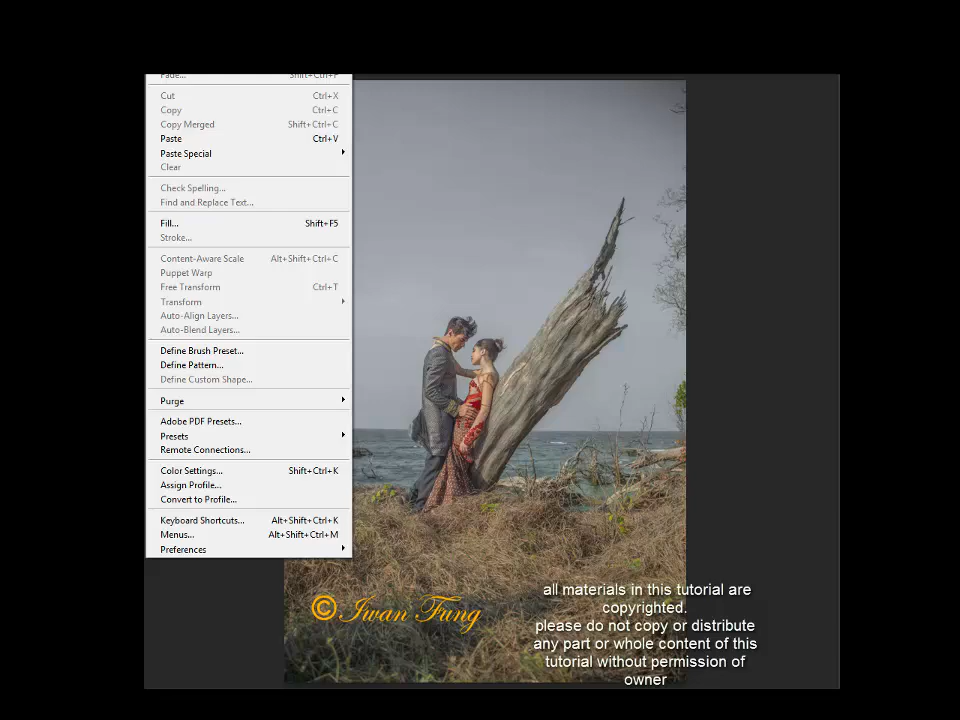 Fade... Shift+Ctrl+F
Cut Ctrl+X
Copy Ctrl+C
Copy Merged Shift+Ctrl+C
Paste Ctrl+V
Paste Special
Clear
Check Spelling...
Find and Replace Text...
Fill... Shift+F5
Stroke...
Content-Aware Scale Alt+Shift+Ctrl+C
Puppet Warp
Free Transform Ctrl+T
Transform
Auto-Align Layers...
Auto-Blend Layers...
Define Brush Preset...
Define Pattern...
Define Custom Shape...
Purge
Adobe PDF Presets...
Presets
Remote Connections...
Color Settings... Shift+Ctrl+K
Assign Profile...
Convert to Profile...
Keyboard Shortcuts... Alt+Shift+Ctrl+K
Menus... Alt+Shift+Ctrl+M
Preferences
© Iwan Fung
all materials in this tutorial are
copyrighted.
please do not copy or distribute
any part or whole content of this
tutorial without permission of
owner